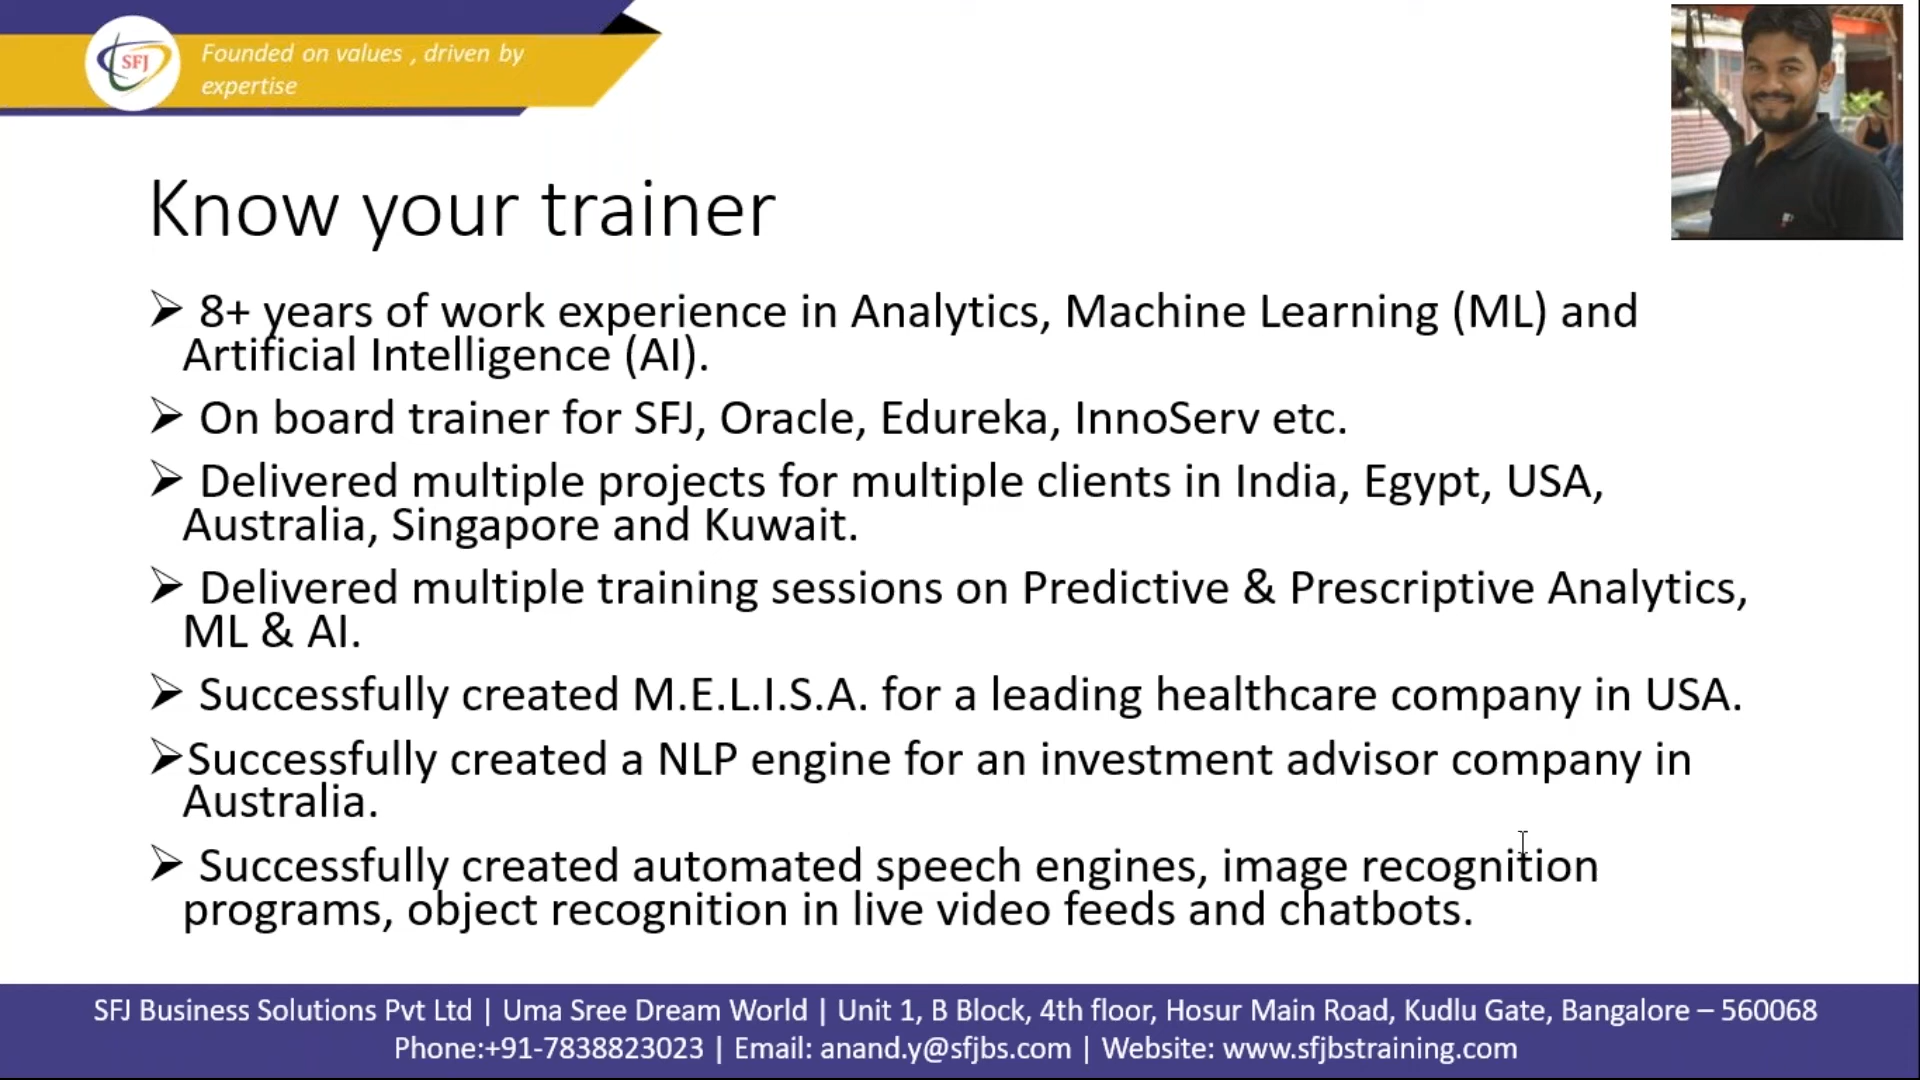 SFJ
Founded on values , driven by
expertise
Know your trainer
➢ 8+ years of work experience in Analytics, Machine Learning (ML) and
Artificial Intelligence (AI).
➢ On board trainer for SFJ, Oracle, Edureka, InnoServ etc.
➢ Delivered multiple projects for multiple clients in India, Egypt, USA,
Australia, Singapore and Kuwait.
➢ Delivered multiple training sessions on Predictive & Prescriptive Analytics,
ML & AI.
➢ Successfully created M.E.L.I.S.A. for a leading healthcare company in USA.
➢Successfully created a NLP engine for an investment advisor company in
Australia.
➢ Successfully created automated speech engines, image recognition
programs, object recognition in live video feeds and chatbots.
SFJ Business Solutions Pvt Ltd | Uma Sree Dream World | Unit 1, B Block, 4th floor, Hosur Main Road, Kudlu Gate, Bangalore – 560068
Phone:+91-7838823023 | Email: anand.y@sfjbs.com | Website: www.sfjbstraining.com